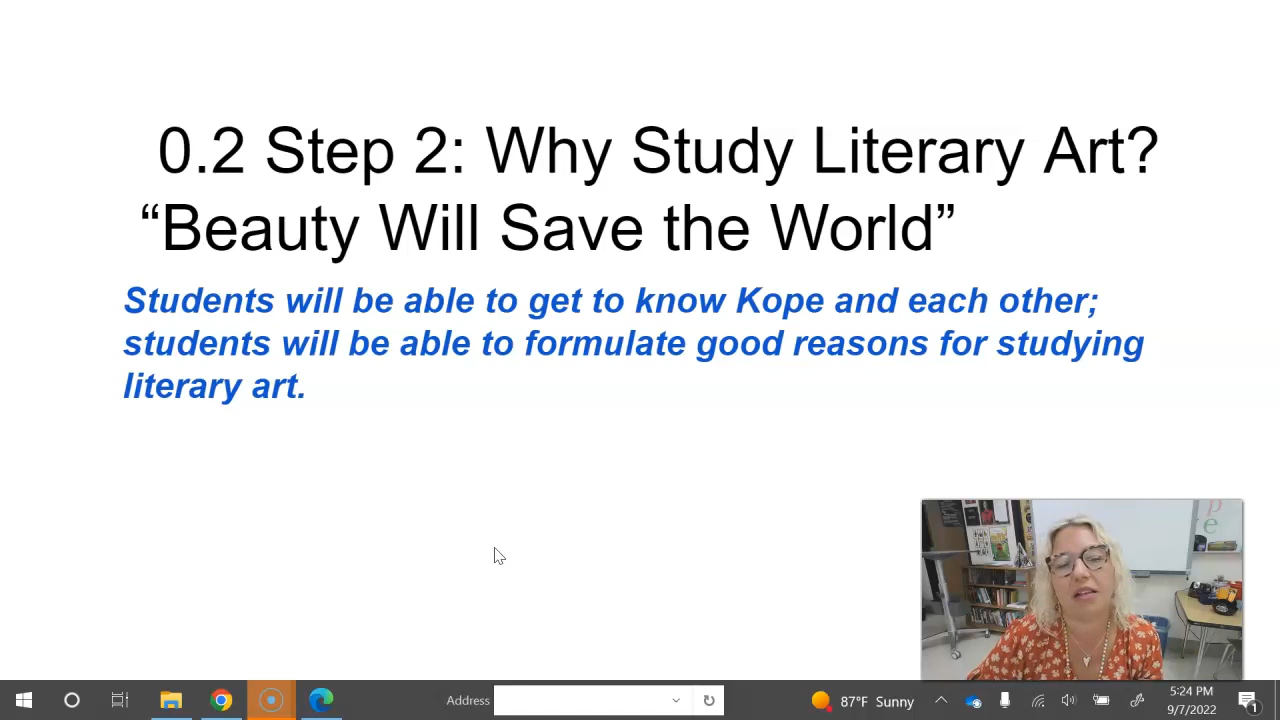 0.2 Step 2: Why Study Literary Art?
“Beauty Will Save the World”
Students will be able to get to know Kope and each other;
students will be able to formulate good reasons for studying
literary art.
p
e
Address
87°F Sunny
5:24 PM
9/7/2022
1